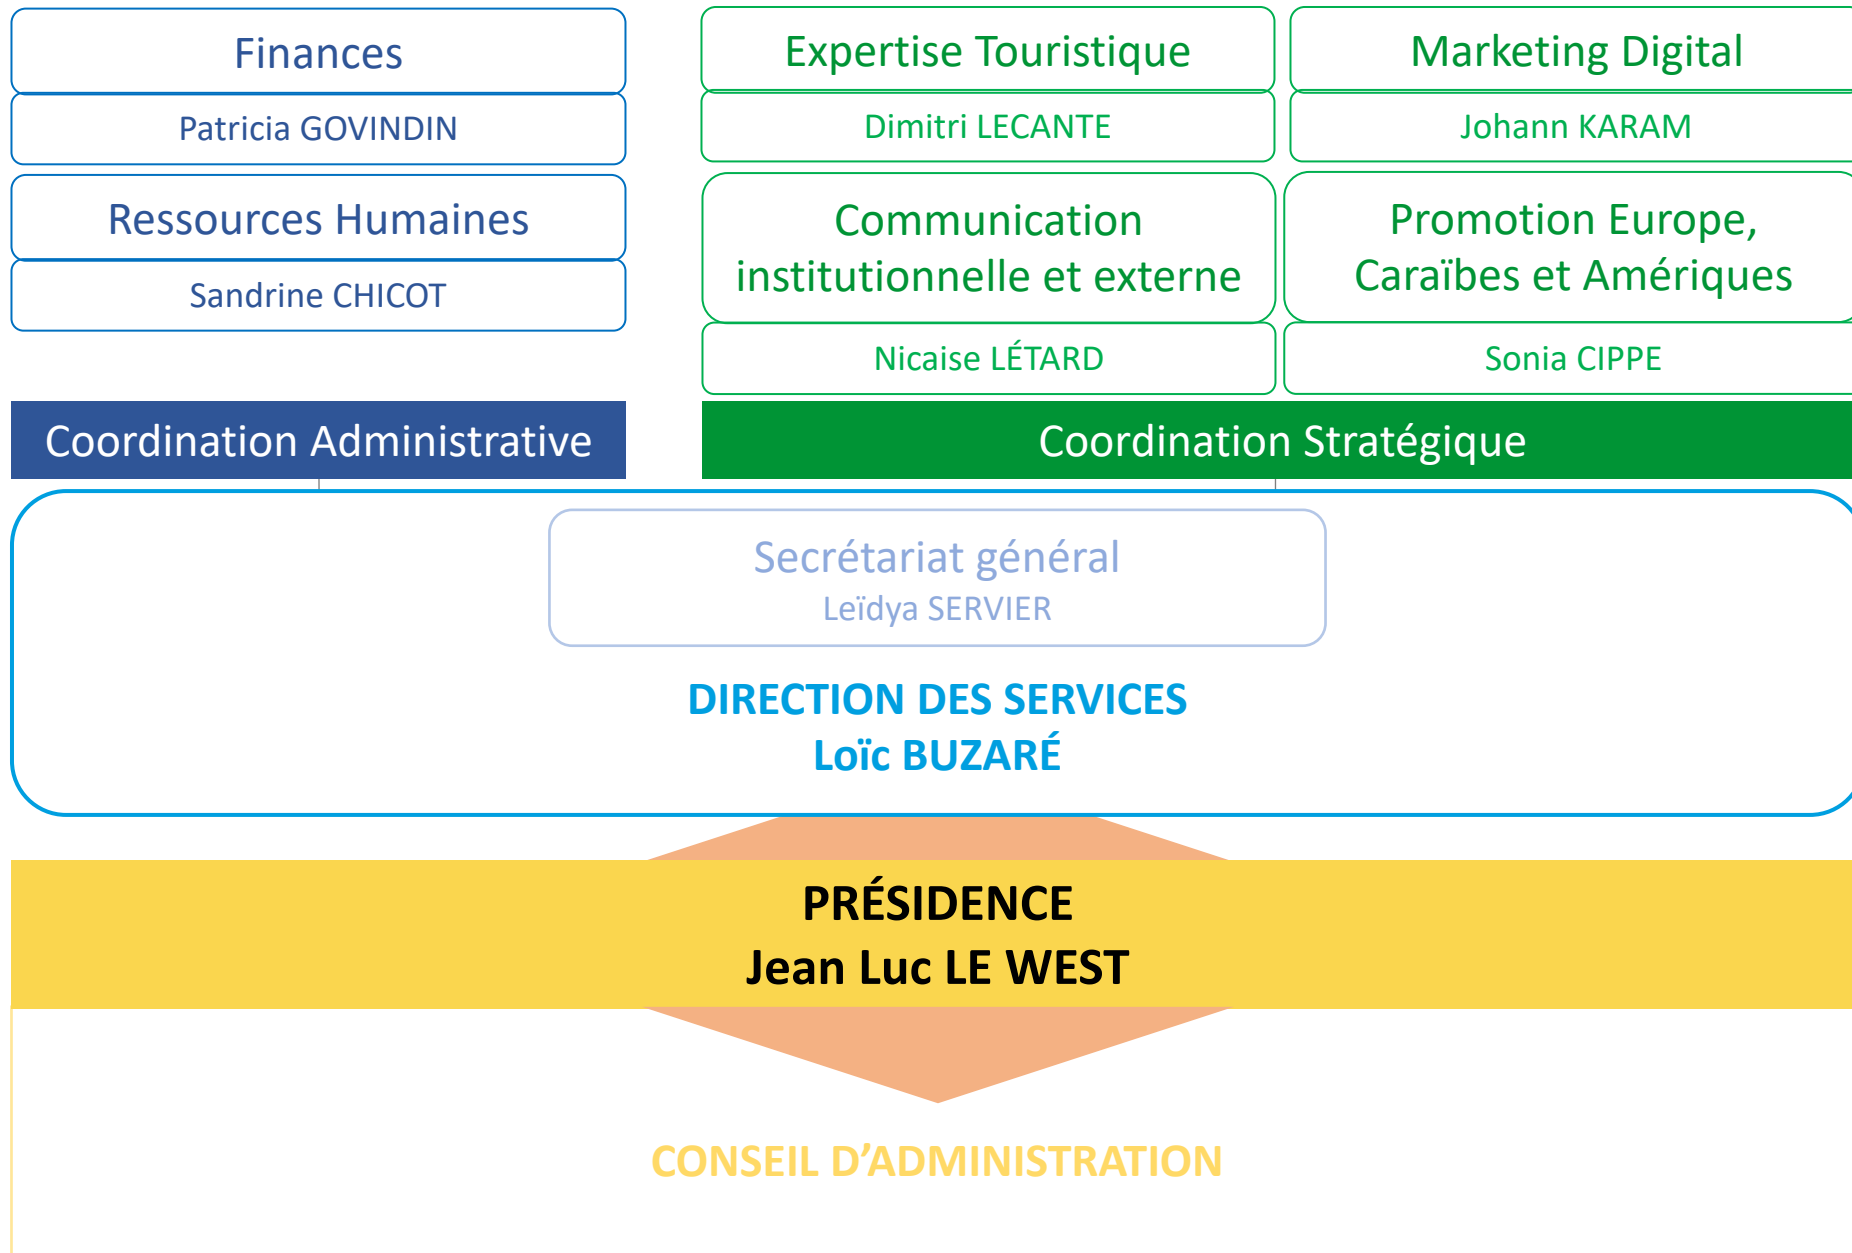 Finances
Patricia GOVINDIN
Ressources Humaines
Sandrine CHICOT
Coordination Administrative
Expertise Touristique
Dimitri LECANTE
Marketing Digital
Johann KARAM
Communication
institutionnelle et externe
Nicaise LÉTARD
Promotion Europe,
Caraïbes et Amériques
Sonia CIPPE
Coordination Stratégique
Secrétariat général
Leïdya SERVIER
DIRECTION DES SERVICES
Loïc BUZARÉ
PRÉSIDENCE
Jean Luc LE WEST
CONSEIL D’ADMINISTRATION